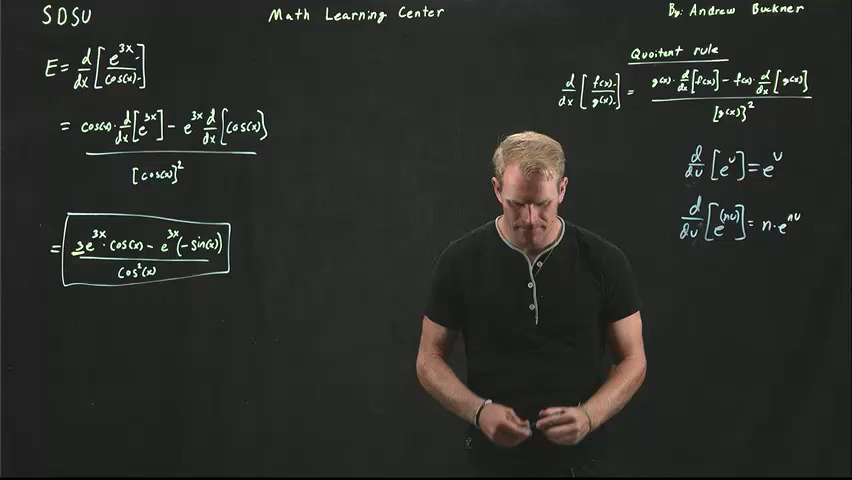 SDSU
Math Learning Center
By: Andrew Buckner
E = d/dx [e^{3x} / cos(x)]
= (cos(x) · d/dx [e^{3x}] - e^{3x} d/dx [cos(x)]) / [cos(x)]^2
= (3e^{3x} · cos(x) - e^{3x} (-sin(x))) / cos^2(x)
Quoitent rule
d/dx [f(x) / g(x)] = (g(x) · d/dx [f(x)] - f(x) · d/dx [g(x)]) / [g(x)]^2
d/du [e^u] = e^u
d/du [e^{(nu)}] = n · e^{nu}